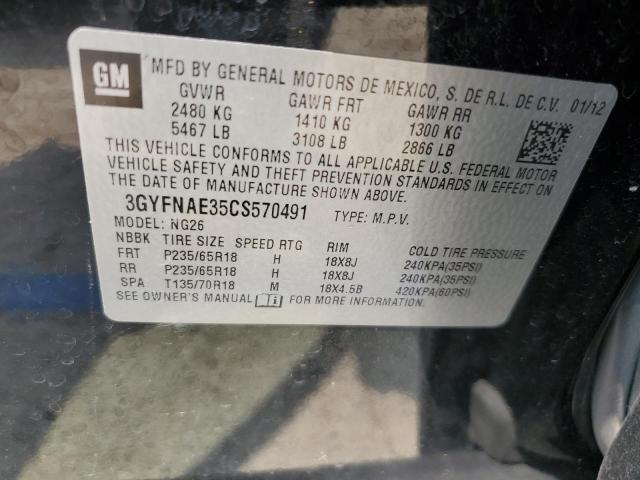 GM
MFD BY GENERAL MOTORS DE MEXICO, S. DE R.L. DE C.V. 01/12
GVWR GAWR FRT GAWR RR
2480 KG 1410 KG 1300 KG
5467 LB 3108 LB 2866 LB
THIS VEHICLE CONFORMS TO ALL APPLICABLE U.S. FEDERAL MOTOR
VEHICLE SAFETY AND THEFT PREVENTION STANDARDS IN EFFECT ON
THE DATE OF MANUFACTURE SHOWN ABOVE.
3GYFNAE35CS570491 TYPE: M.P.V.
MODEL: NG26
NBBK TIRE SIZE SPEED RTG RIM COLD TIRE PRESSURE
FRT P235/65R18 H 18X8J 240KPA(35PSI)
RR P235/65R18 H 18X8J 240KPA(35PSI)
SPA T135/70R18 M 18X4.5B 420KPA(60PSI)
SEE OWNER'S MANUAL FOR MORE INFORMATION.